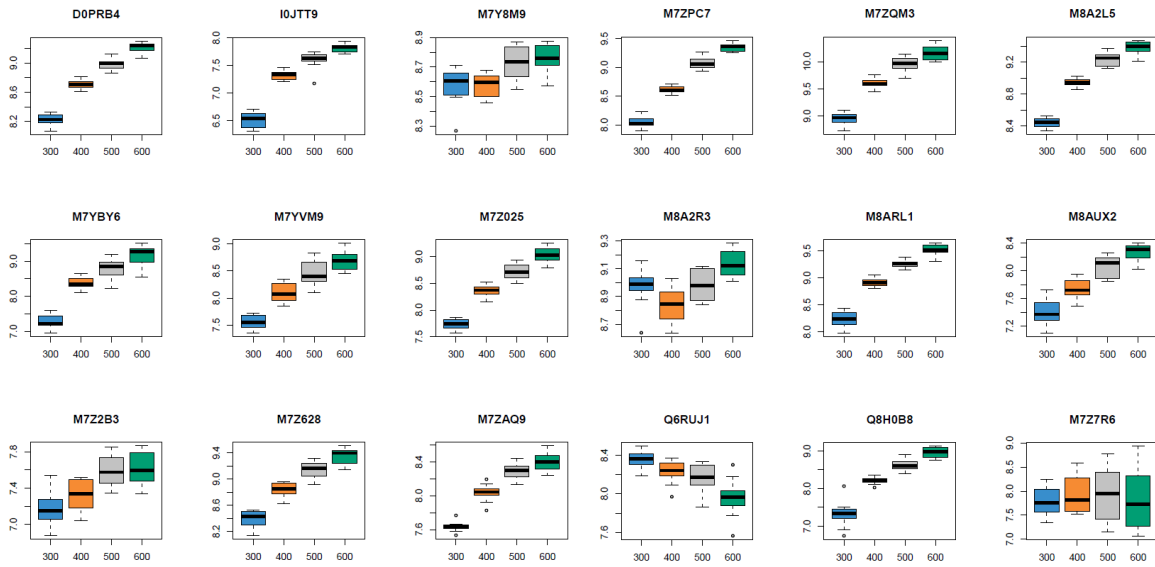 D0PRB4 I0JTT9 M7Y8M9 M7ZPC7 M7ZQM3 M8A2L5
8.2 8.6 9.0
300 400 500 600
6.5 7.0 7.5 8.0
300 400 500 600
8.3 8.5 8.7 8.9
300 400 500 600
8.0 8.5 9.0 9.5
300 400 500 600
9.0 9.5 10.0
300 400 500 600
8.4 8.8 9.2
300 400 500 600
M7YBY6 M7YVM9 M7Z025 M8A2R3 M8ARL1 M8AUX2
7.0 8.0 9.0
300 400 500 600
7.5 8.0 8.5 9.0
300 400 500 600
7.5 8.0 8.5 9.0
300 400 500 600
8.7 8.9 9.1 9.3
300 400 500 600
8.0 8.5 9.0 9.5
300 400 500 600
7.2 7.6 8.0 8.4
300 400 500 600
M7Z2B3 M7Z628 M7ZAQ9 Q6RUJ1 Q8H0B8 M7Z7R6
7.0 7.4 7.8
300 400 500 600
8.2 8.6 9.0 9.4
300 400 500 600
7.6 8.0 8.4
300 400 500 600
7.6 8.0 8.4
300 400 500 600
7.0 8.0 9.0
300 400 500 600
7.0 7.5 8.0 8.5 9.0
300 400 500 600